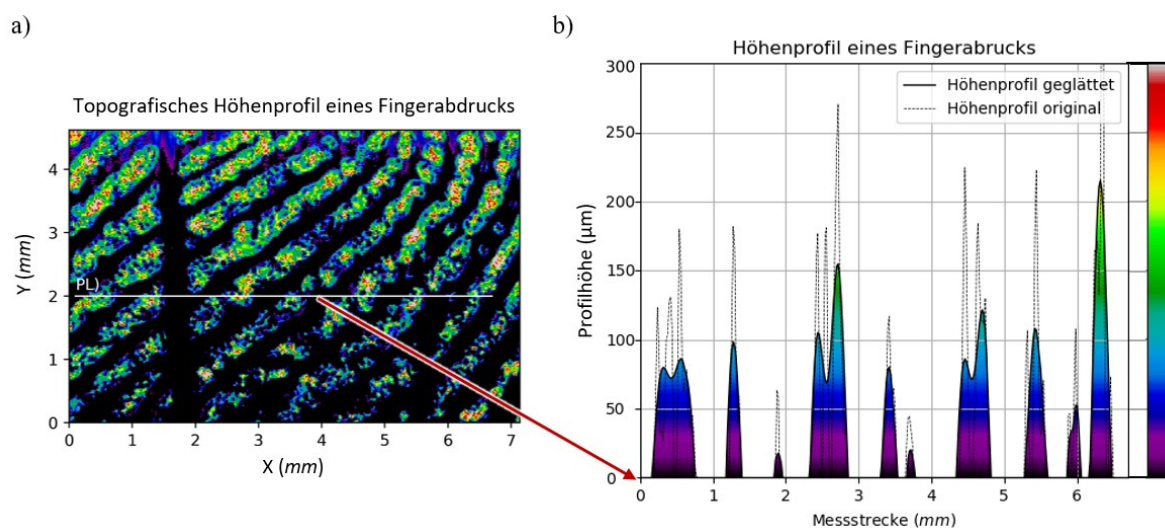 a)
Topografisches Höhenprofil eines Fingerabdrucks
4
3
2
1
0
Y (mm)
PL)
0 1 2 3 4 5 6 7
X (mm)
b)
Höhenprofil eines Fingerabrucks
Höhenprofil geglättet
Höhenprofil original
300
250
200
150
100
50
0
Profilhöhe (µm)
0 1 2 3 4 5 6
Messstrecke (mm)